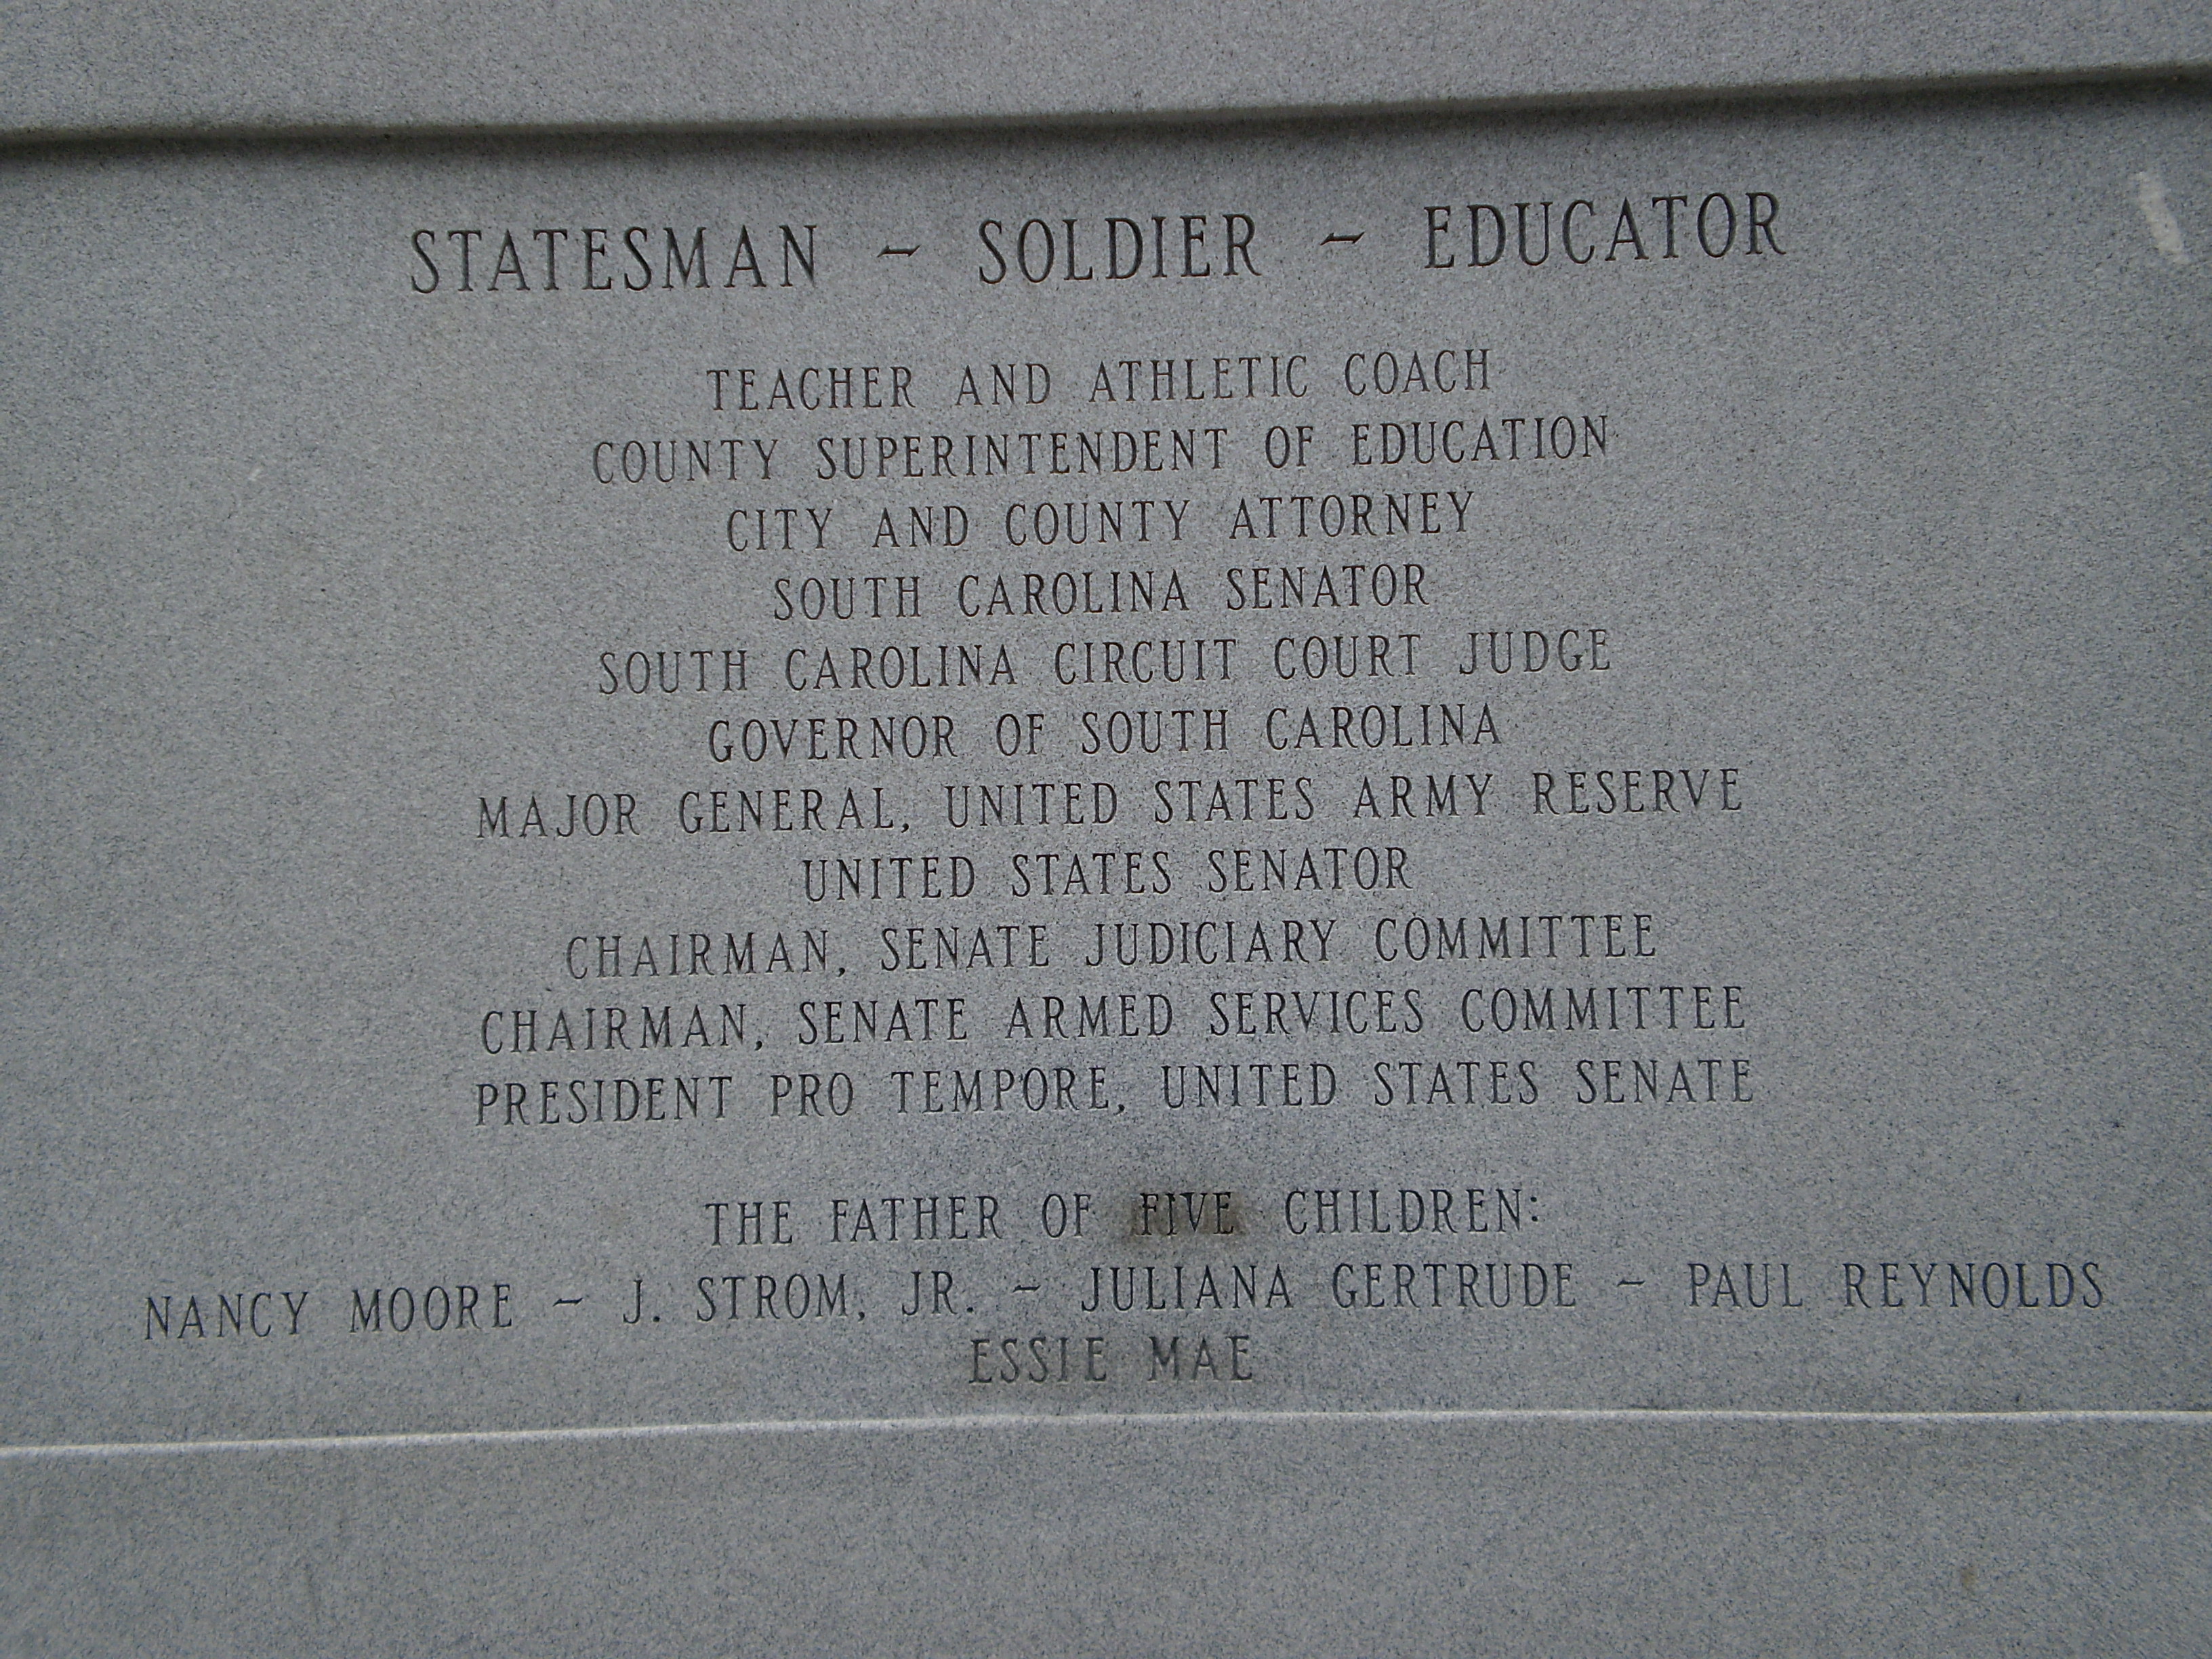 STATESMAN - SOLDIER - EDUCATOR
TEACHER AND ATHLETIC COACH
COUNTY SUPERINTENDENT OF EDUCATION
CITY AND COUNTY ATTORNEY
SOUTH CAROLINA SENATOR
SOUTH CAROLINA CIRCUIT COURT JUDGE
GOVERNOR OF SOUTH CAROLINA
MAJOR GENERAL, UNITED STATES ARMY RESERVE
UNITED STATES SENATOR
CHAIRMAN, SENATE JUDICIARY COMMITTEE
CHAIRMAN, SENATE ARMED SERVICES COMMITTEE
PRESIDENT PRO TEMPORE, UNITED STATES SENATE
THE FATHER OF FIVE CHILDREN:
NANCY MOORE - J. STROM, JR. - JULIANA GERTRUDE - PAUL REYNOLDS
ESSIE MAE